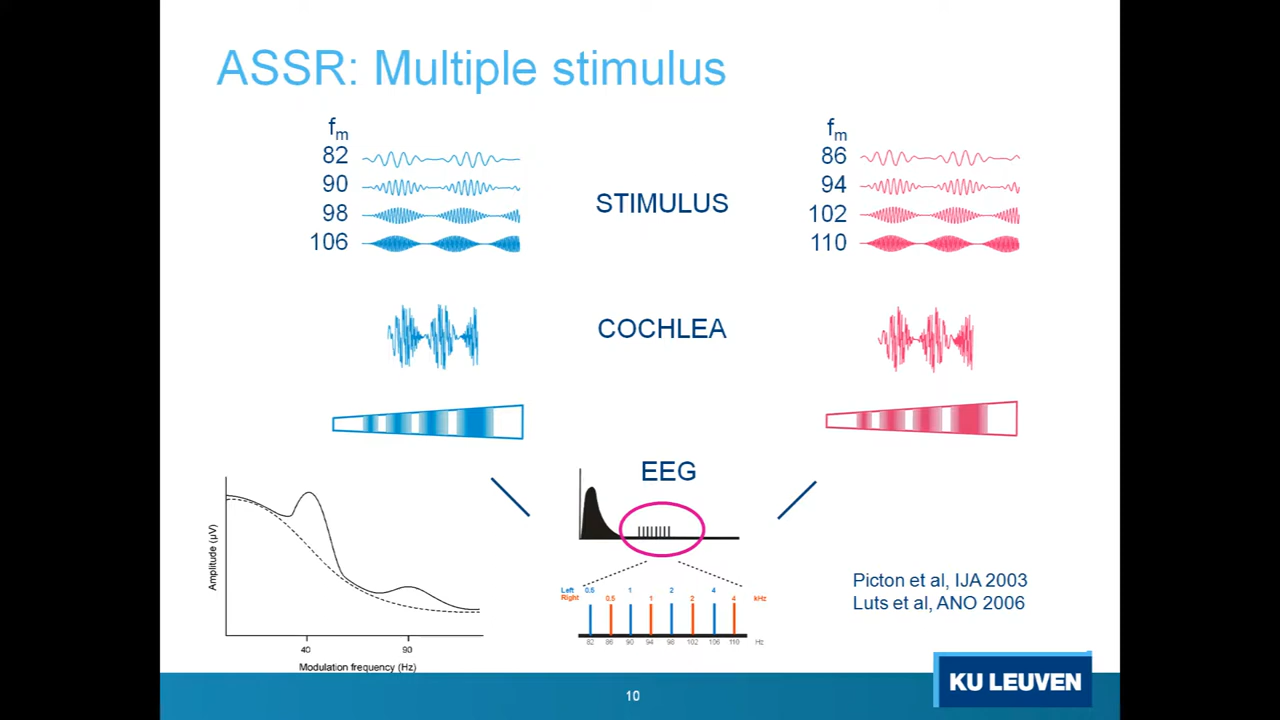 ASSR: Multiple stimulus
fm
82
90
98
106
STIMULUS
fm
86
94
102
110
COCHLEA
EEG
Amplitude (µV)
40
90
Modulation frequency (Hz)
Left 0.5 1 2 4
Right 0.5 1 2 4 kHz
82 86 90 94 98 102 106 110 Hz
Picton et al, IJA 2003
Luts et al, ANO 2006
10
KU LEUVEN